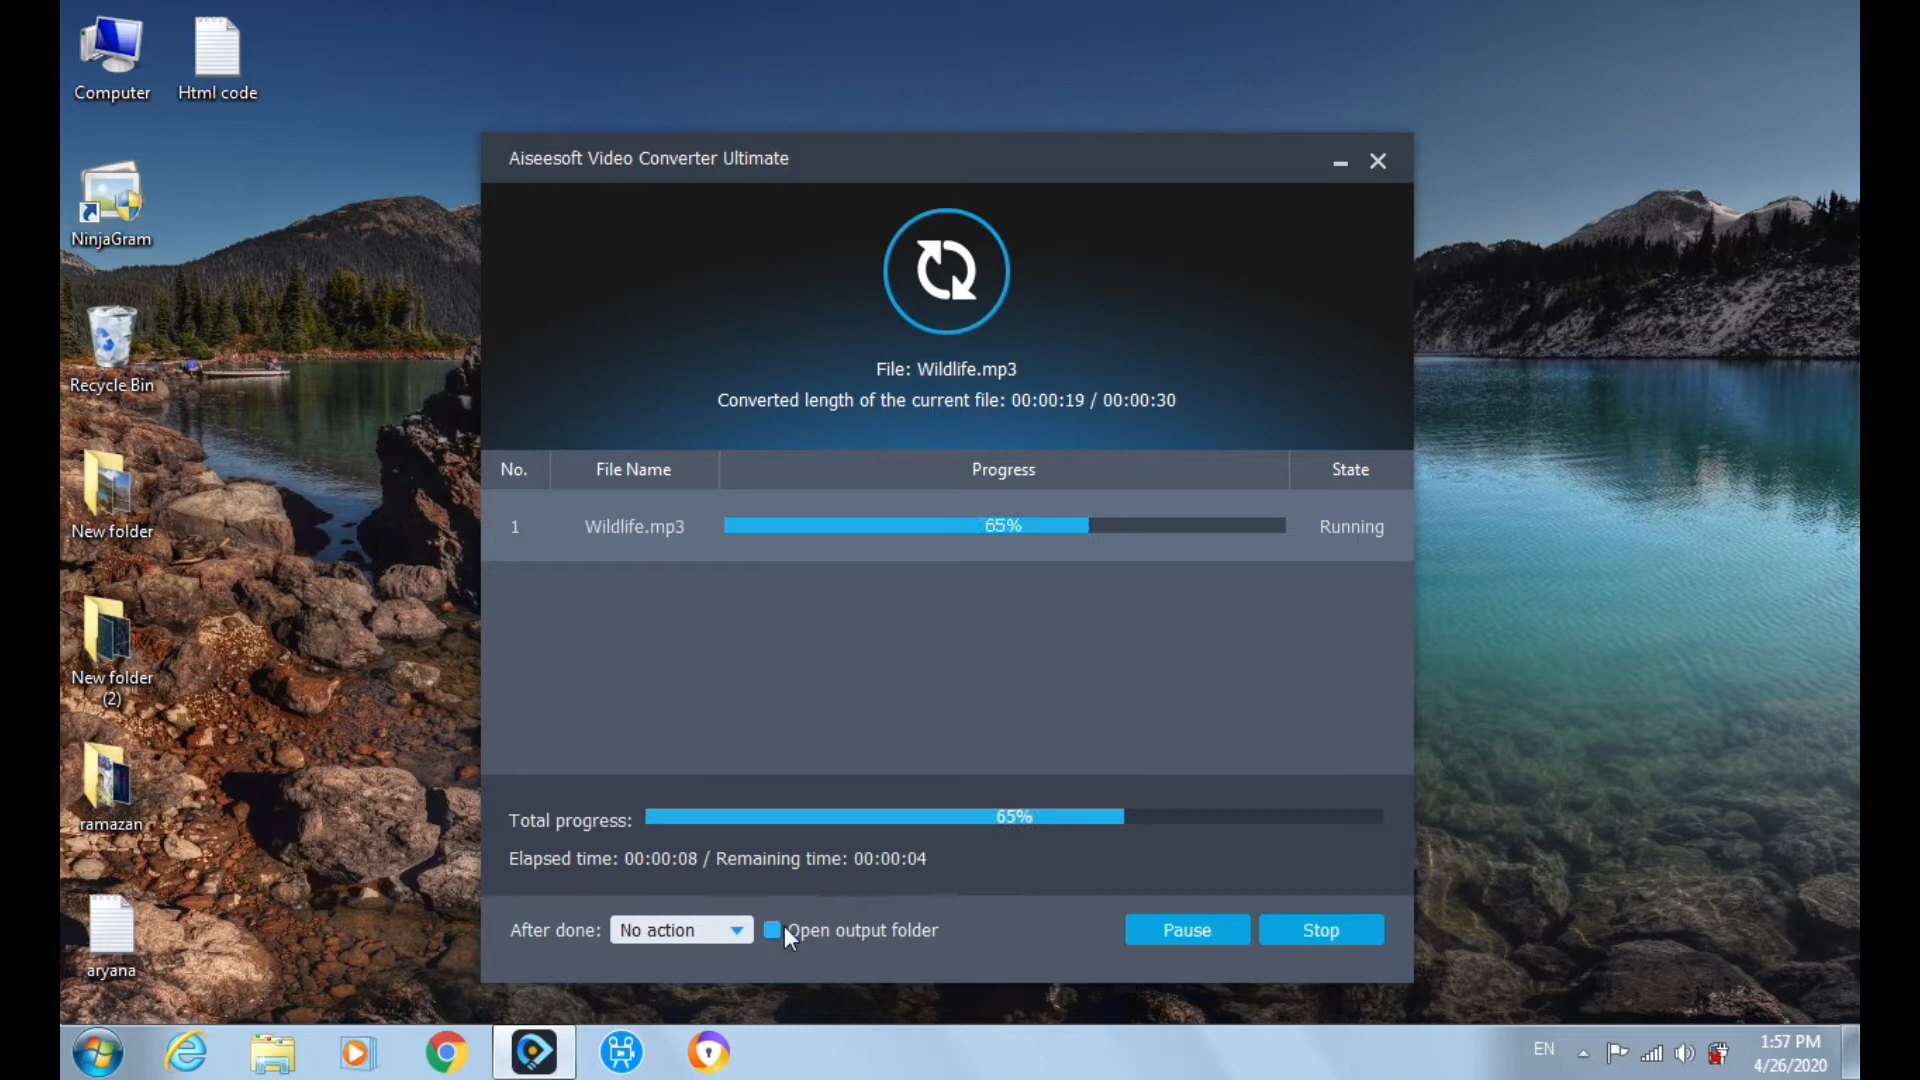 Computer
Html code
NinjaGram
Recycle Bin
New folder
New folder
(2)
ramazan
aryana
Aiseesoft Video Converter Ultimate
File: Wildlife.mp3
Converted length of the current file: 00:00:19 / 00:00:30
No. File Name Progress State
1 Wildlife.mp3 65% Running
Total progress: 65%
Elapsed time: 00:00:08 / Remaining time: 00:00:04
After done: No action Open output folder Pause Stop
EN
1:57 PM
4/26/2020